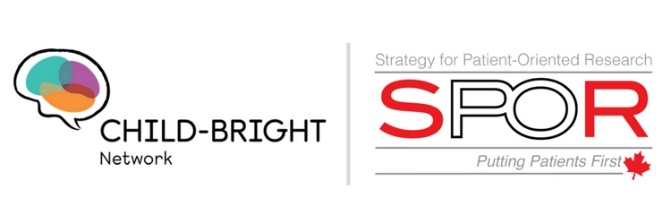 CHILD-BRIGHT
Network
Strategy for Patient-Oriented Research
SPOR
Putting Patients First